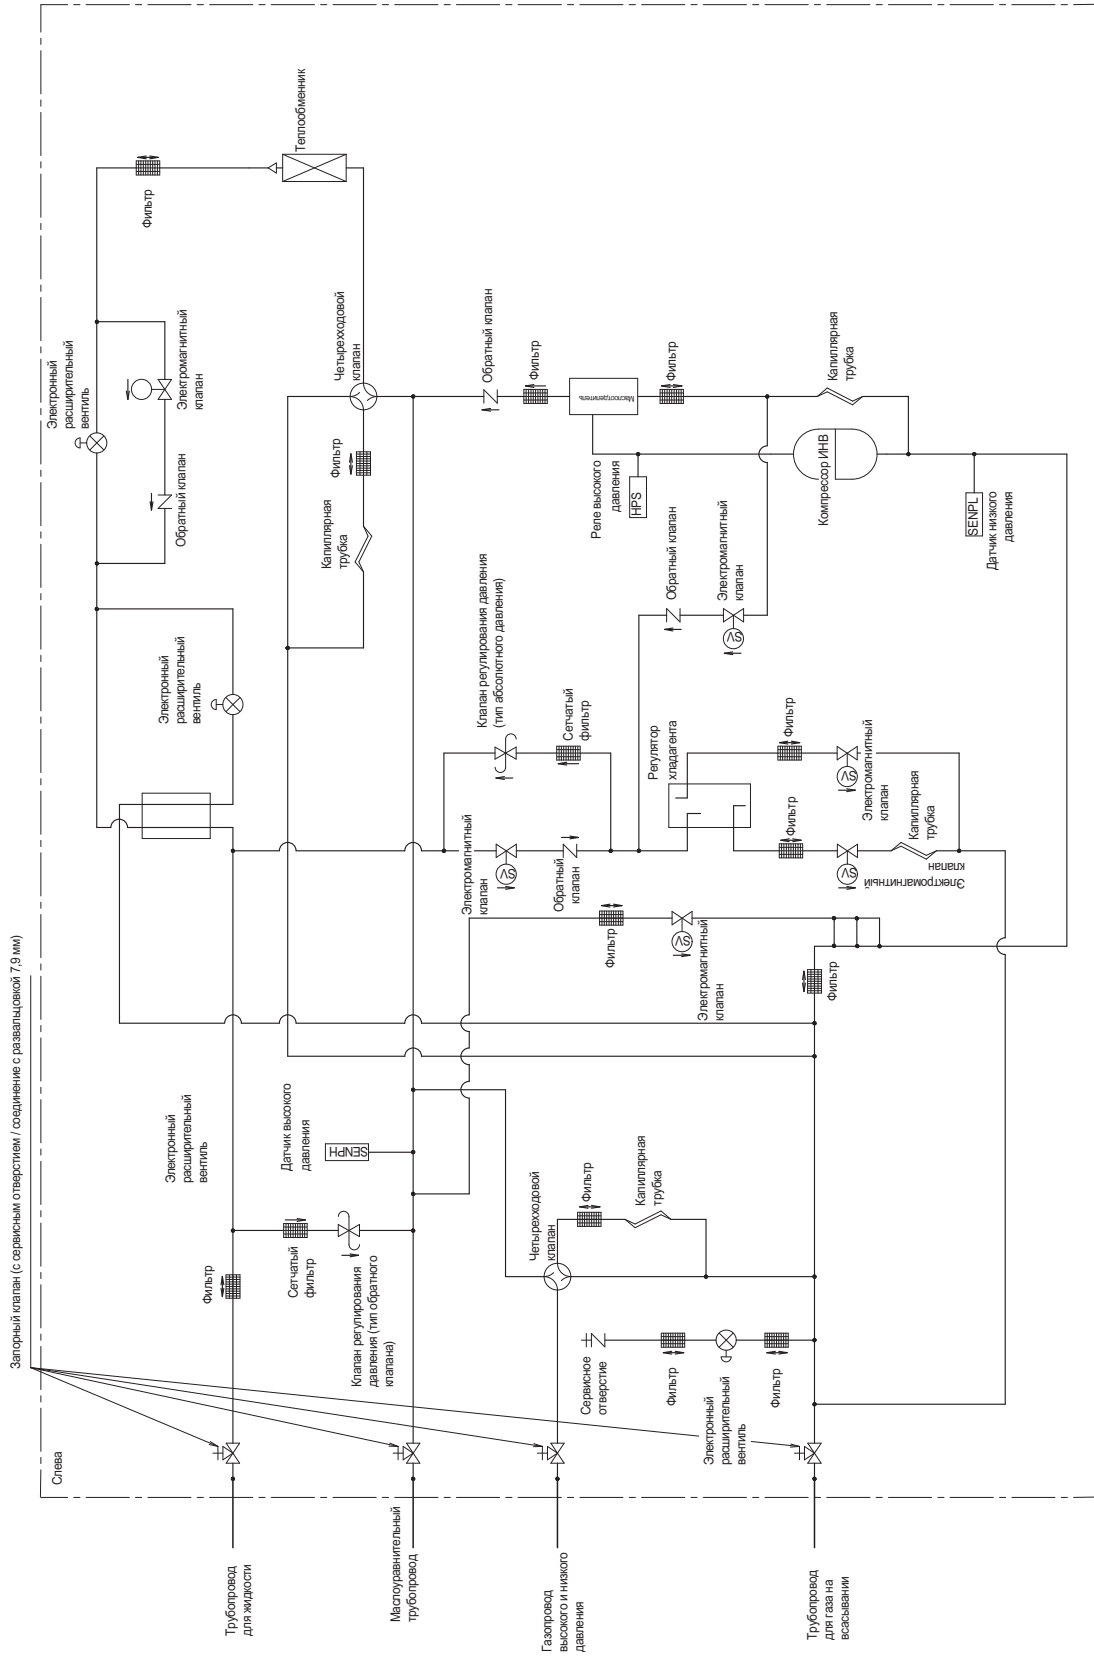 Запорный клапан (с сервисным отверстием / соединение с развальцовкой 7,9 мм)
Слева
Теплообменник
Фильтр
Электронный
расширительный
вентиль
Электромагнитный
клапан
Обратный клапан
Четырехходовой
клапан
Фильтр
Капиллярная
трубка
Обратный клапан
Фильтр
Маслоотделитель
Фильтр
Капиллярная
трубка
Компрессор ИНВ
Реле высокого
давления
HPS
SENPL
Датчик низкого
давления
Электронный
расширительный
вентиль
Клапан регулирования давления
(тип абсолютного давления)
Сетчатый
фильтр
Обратный клапан
Электромагнитный
клапан
SV
Регулятор
хладагента
Фильтр
SV
Электромагнитный
клапан
Фильтр
SV
Электромагнитный
клапан
Капиллярная
трубка
Электромагнитный
клапан
SV
Обратный
клапан
Фильтр
SV
Электромагнитный
клапан
Фильтр
Электронный
расширительный
вентиль
Датчик высокого
давления
SENPH
Фильтр
Сетчатый
фильтр
Клапан регулирования
давления (тип обратного
клапана)
Четырехходовой
клапан
Фильтр
Капиллярная
трубка
Сервисное
отверстие
Фильтр
Электронный
расширительный
вентиль
Фильтр
Трубопровод
для жидкости
Маслоуравнительный
трубопровод
Газопровод
высокого и низкого
давления
Трубопровод
для газа на
всасывании